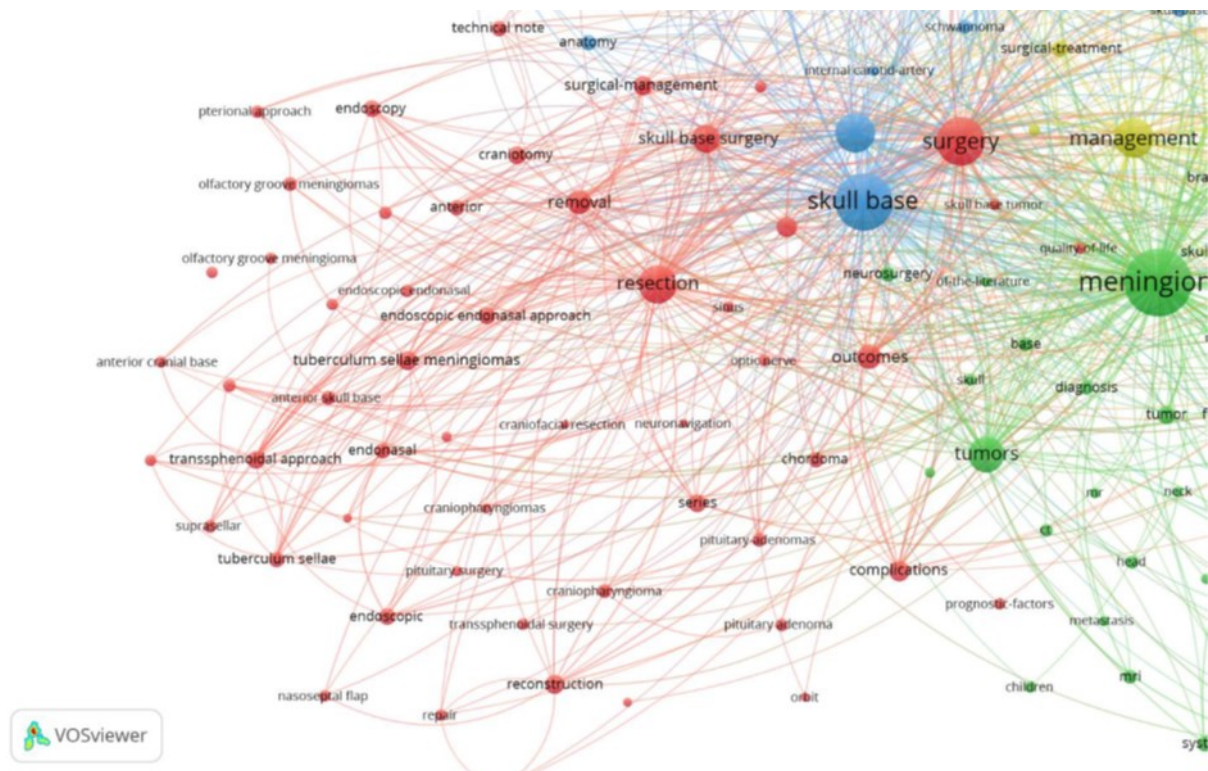 technical note
anatomy
schwannoma
surgical-treatment
internal carotid-artery
surgical-management
pterional approach
endoscopy
skull base surgery
surgery
management
craniotomy
olfactory groove meningiomas
anterior
removal
skull base
skull base tumor
quality-of-life
olfactory groove meningioma
neurosurgery
of-the-literature
resection
meningion
endoscopic endonasal
sinus
endoscopic endonasal approach
base
anterior cranial base
tuberculum sellae meningiomas
optic nerve
outcomes
skull
diagnosis
anterior skull base
tumor
craniofacial resection
neuronavigation
transsphenoidal approach
endonasal
chordoma
tumors
mr
neck
craniopharyngiomas
series
suprasellar
ct
pituitary-adenomas
tuberculum sellae
pituitary surgery
complications
head
craniopharyngioma
prognostic-factors
endoscopic
transsphenoidal surgery
pituitary adenoma
metastasis
mri
reconstruction
children
nasoseptal flap
orbit
repair
VOSviewer
syst